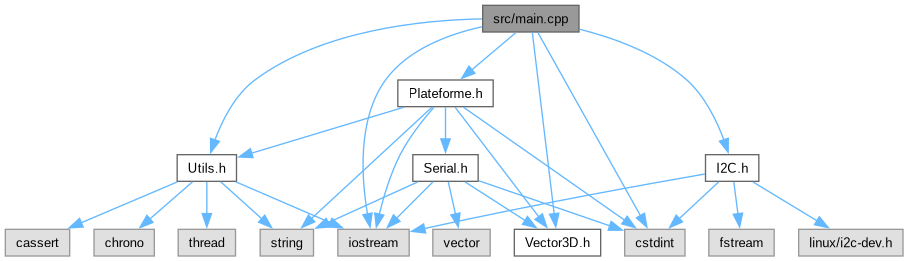 src/main.cpp
Plateforme.h
Utils.h
Serial.h
I2C.h
cassert
chrono
thread
string
iostream
vector
Vector3D.h
cstdint
fstream
linux/i2c-dev.h